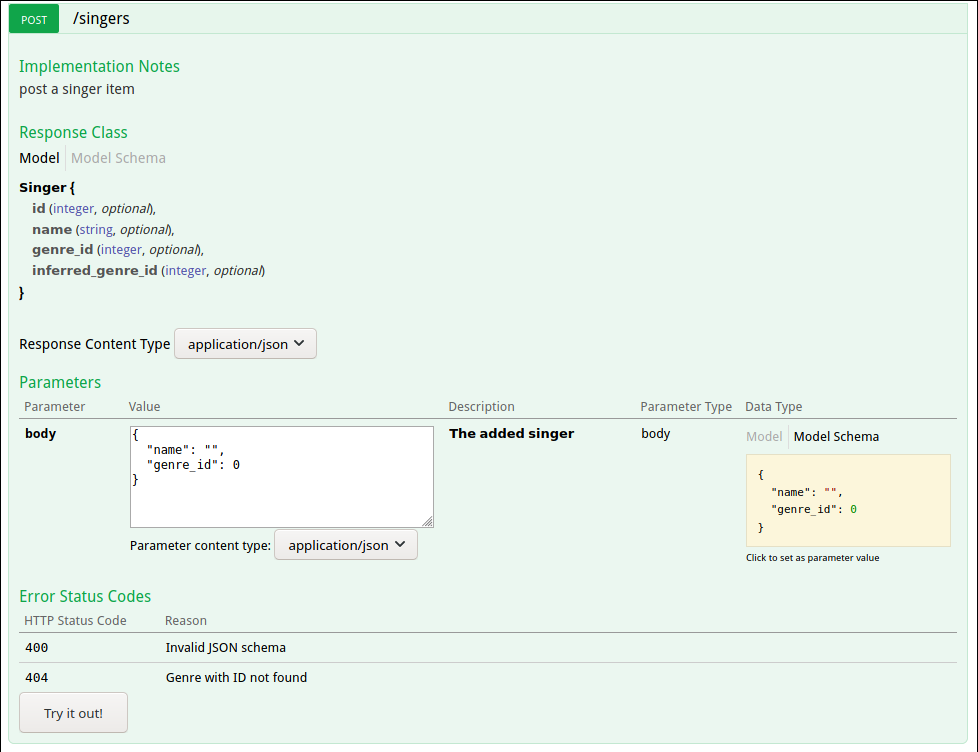 POST /singers
Implementation Notes
post a singer item
Response Class
Model Model Schema
Singer {
id (integer, optional),
name (string, optional),
genre_id (integer, optional),
inferred_genre_id (integer, optional)
}
Response Content Type application/json
Parameters
Parameter Value Description Parameter Type Data Type
body
{
"name": "",
"genre_id": 0
}
Parameter content type: application/json
The added singer
body
Model Model Schema
{
"name": "",
"genre_id": 0
}
Click to set as parameter value
Error Status Codes
HTTP Status Code Reason
400 Invalid JSON schema
404 Genre with ID not found
Try it out!